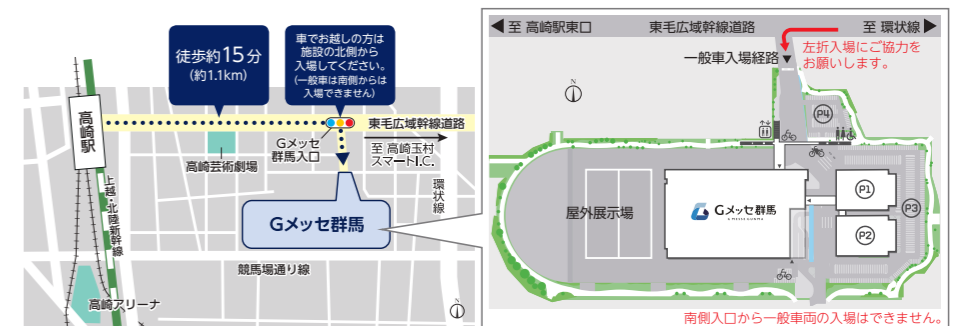 徒歩約15分
(約1.1km)
車でお越しの方は
施設の北側から
入場してください。
(一般車は南側からは
入場できません)
高崎駅
東毛広域幹線道路
Gメッセ
群馬入口
至 高崎玉村
スマートI.C.
高崎芸術劇場
環状線
上越・北陸新幹線
Gメッセ群馬
競馬場通り線
高崎アリーナ
N
◀至 高崎駅東口
東毛広域幹線道路
至 環状線▶
一般車入場経路▼
左折入場にご協力を
お願いします。
N
P4
屋外展示場
Gメッセ群馬
G MESSE GUNMA
P1
P3
P2
南側入口から一般車両の入場はできません。